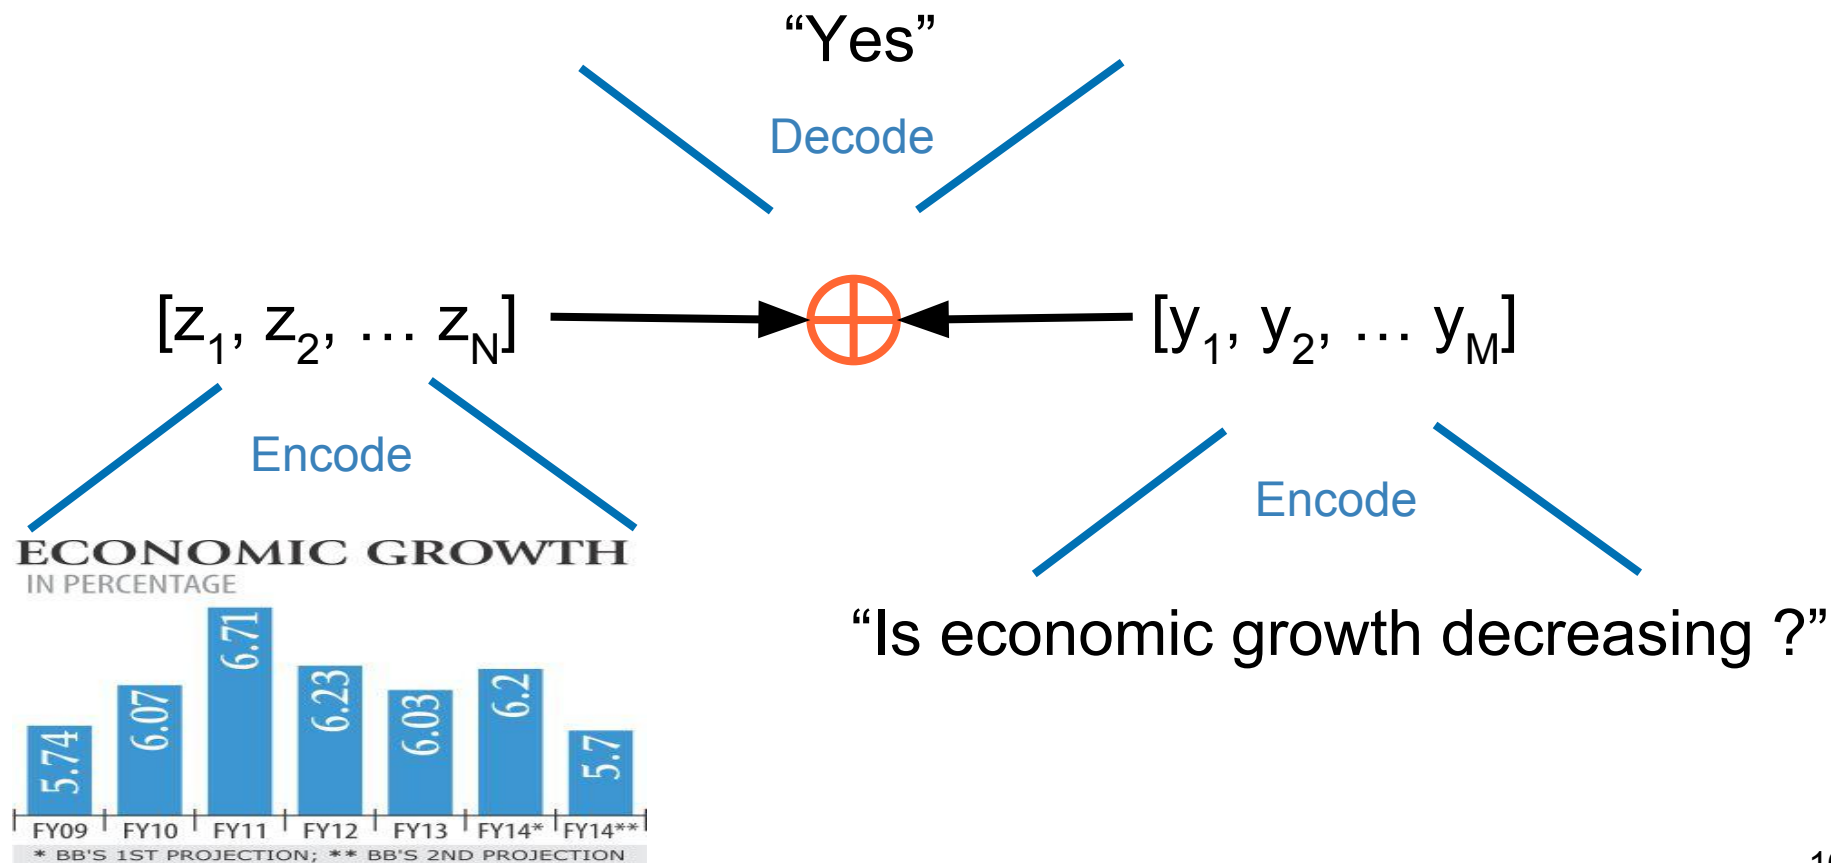 “Yes”
Decode
[z1, z2, … zN]
[y1, y2, … yM]
Encode
Encode
“Is economic growth decreasing ?”
ECONOMIC GROWTH
IN PERCENTAGE
5.74 6.07 6.71 6.23 6.03 6.2 5.7
FY09 FY10 FY11 FY12 FY13 FY14* FY14**
* BB'S 1ST PROJECTION; ** BB'S 2ND PROJECTION